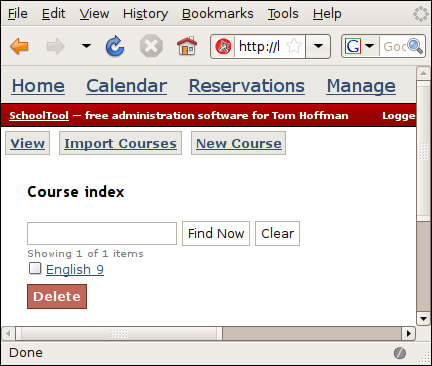 File Edit View History Bookmarks Tools Help
http://l G Goo
Home Calendar Reservations Manage
SchoolTool — free administration software for Tom Hoffman Logge
View Import Courses New Course
Course index
Find Now Clear
Showing 1 of 1 items
English 9
Delete
Done